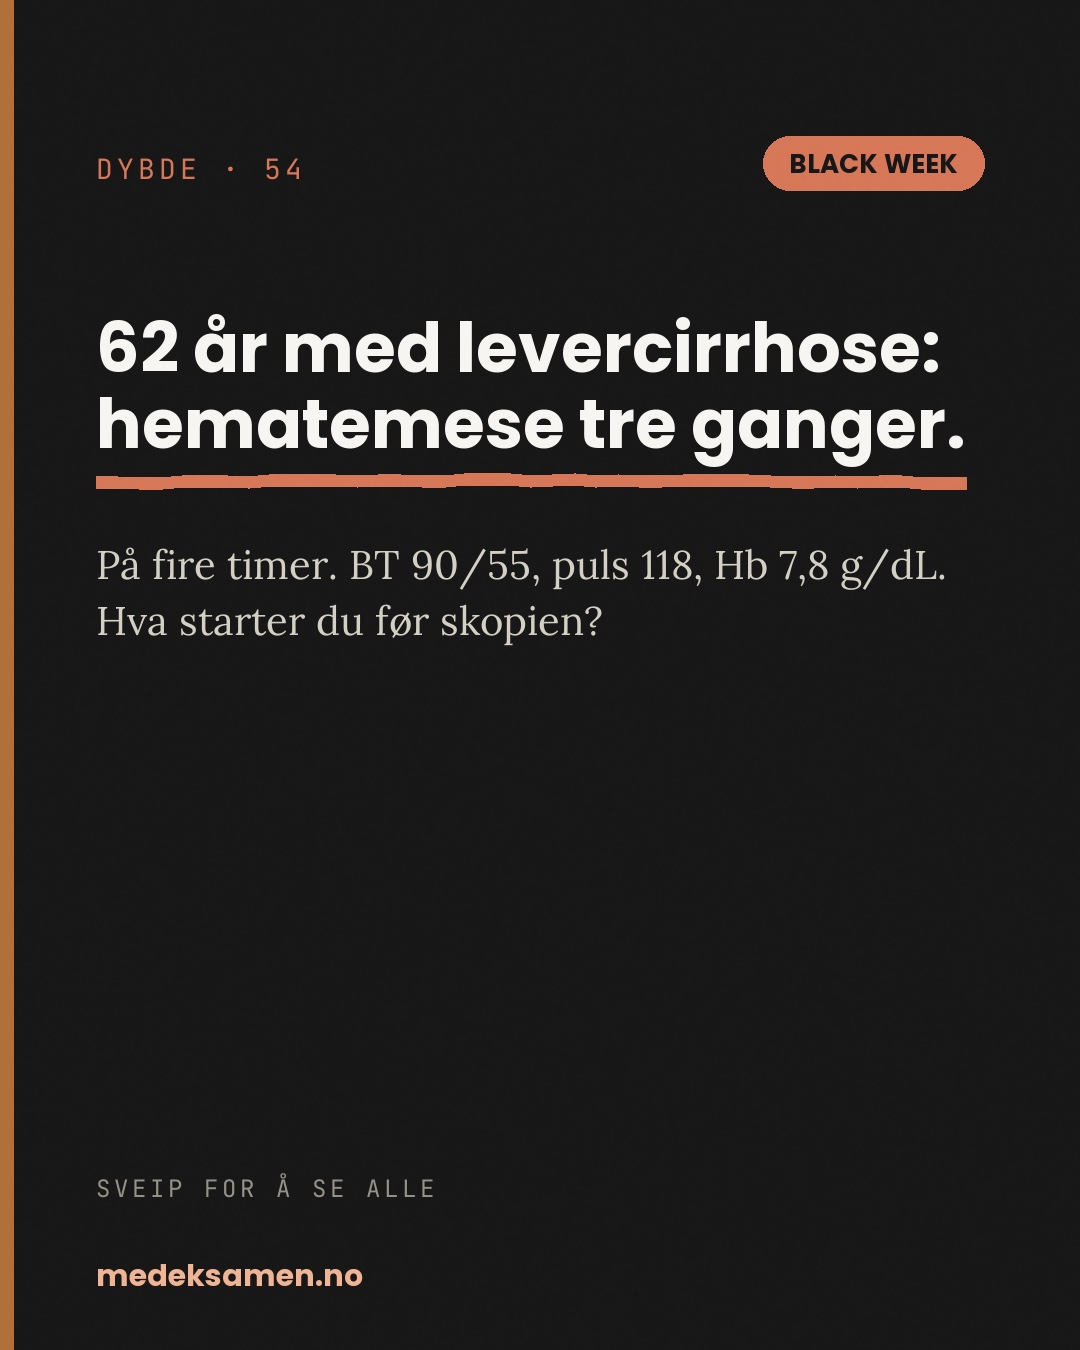 DYBDE · 54
BLACK WEEK
62 år med levercirrhose:
hematemese tre ganger.
På fire timer. BT 90/55, puls 118, Hb 7,8 g/dL.
Hva starter du før skopien?
SVEIP FOR Å SE ALLE
medeksamen.no